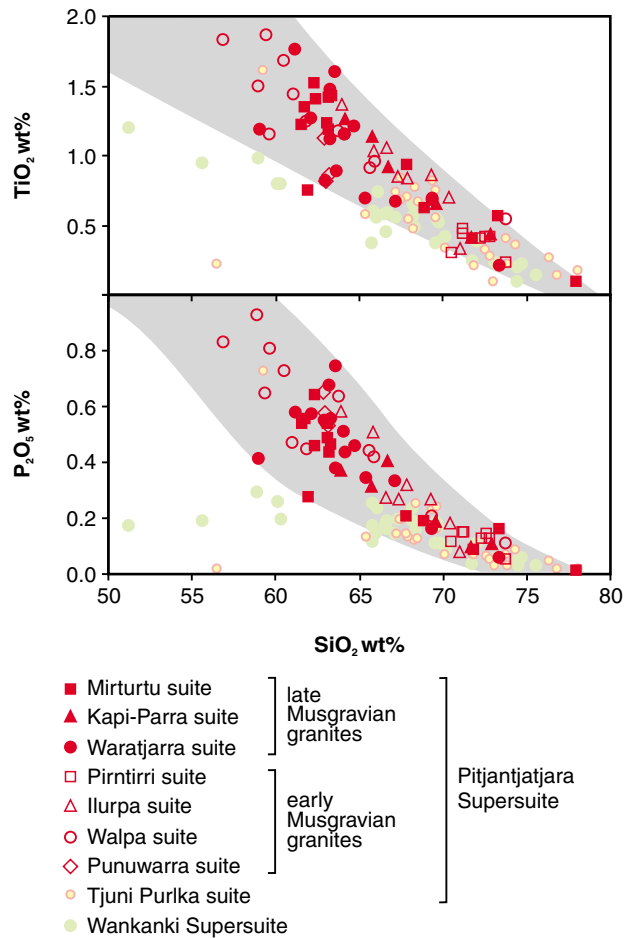 2.0
1.5
1.0
0.5
TiO₂ wt%
0.8
0.6
0.4
0.2
0.0
P₂O₅ wt%
50 55 60 65 70 75 80
SiO₂ wt%
Mirturtu suite
Kapi-Parra suite
Waratjarra suite
late
Musgravian
granites
Pirntirri suite
Ilurpa suite
Walpa suite
Punuwarra suite
early
Musgravian
granites
Tjuni Purlka suite
Pitjantjatjara
Supersuite
Wankanki Supersuite